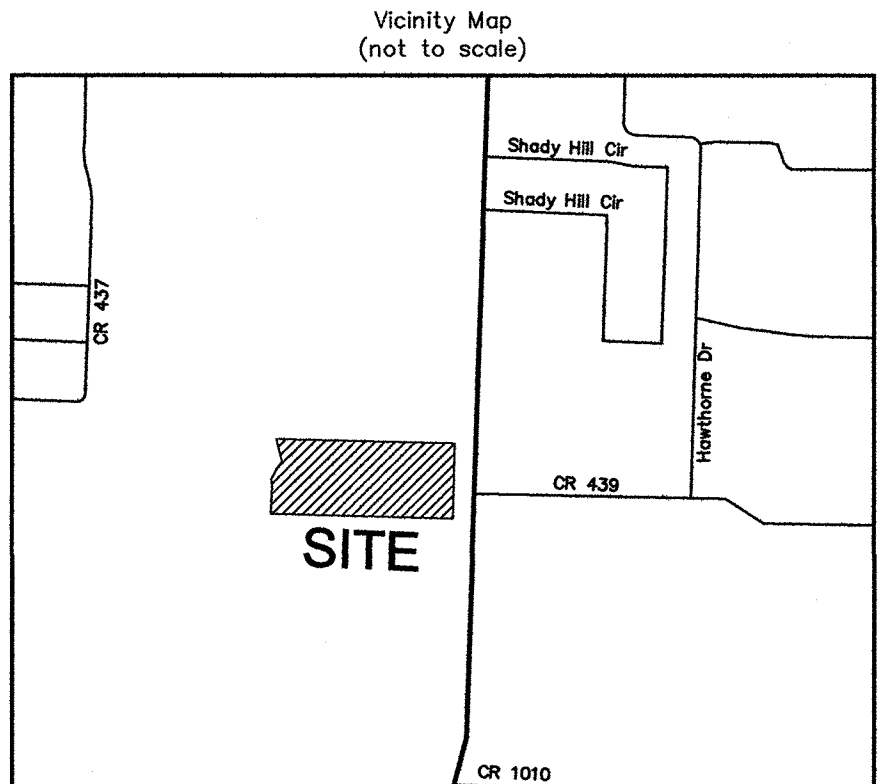 Vicinity Map
(not to scale)
Shady Hill Cir
Shady Hill Cir
CR 437
Hawthorne Dr
CR 439
SITE
CR 1010